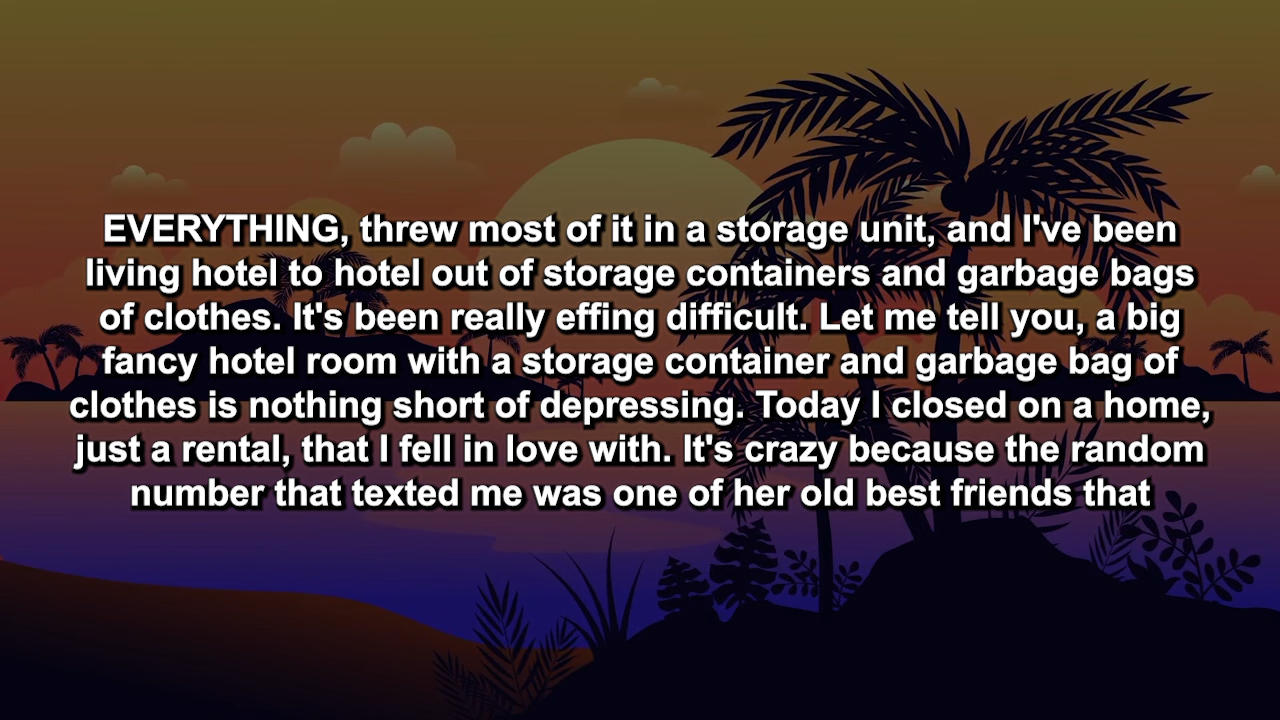 EVERYTHING, threw most of it in a storage unit, and I've been
living hotel to hotel out of storage containers and garbage bags
of clothes. It's been really effing difficult. Let me tell you, a big
fancy hotel room with a storage container and garbage bag of
clothes is nothing short of depressing. Today I closed on a home,
just a rental, that I fell in love with. It's crazy because the random
number that texted me was one of her old best friends that